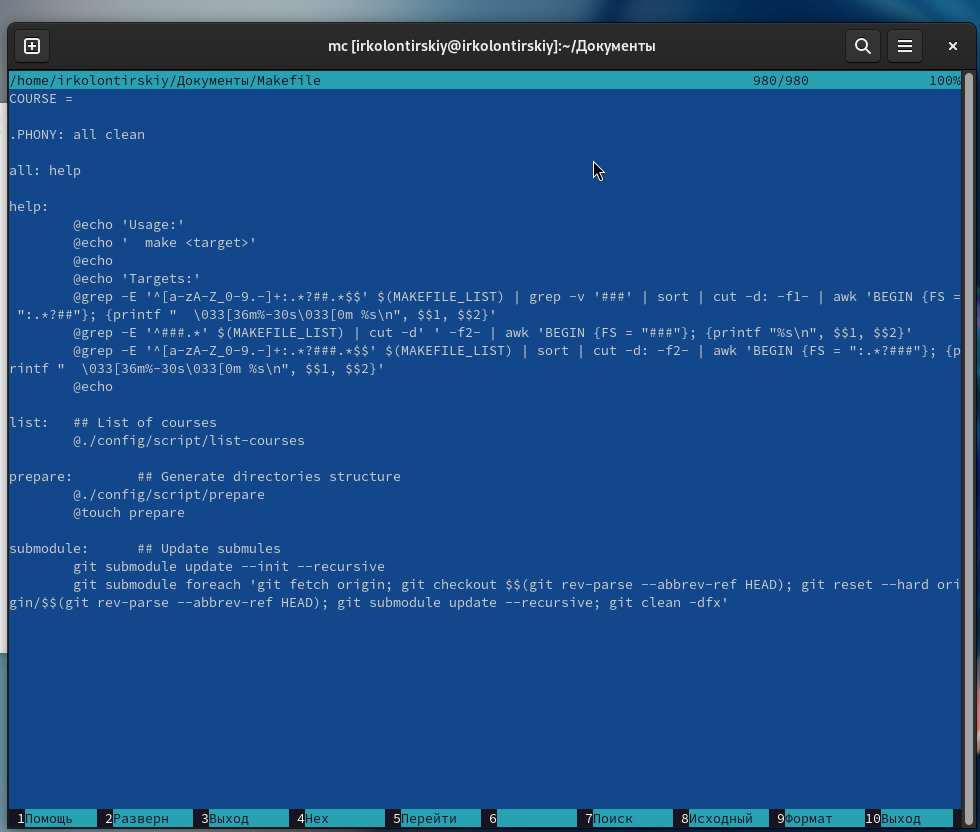 mc [irkolontirskiy@irkolontirskiy]:~/Документы
/home/irkolontirskiy/Документы/Makefile 980/980 100%
COURSE =
.PHONY: all clean
all: help
help:
@echo 'Usage:'
@echo '  make <target>'
@echo
@echo 'Targets:'
@grep -E '^[a-zA-Z_0-9.-]+:.*?##.*$$' $(MAKEFILE_LIST) | grep -v '###' | sort | cut -d: -f1- | awk 'BEGIN {FS =
":.*?##"}; {printf "  \033[36m%-30s\033[0m %s\n", $$1, $$2}'
@grep -E '^###.*' $(MAKEFILE_LIST) | cut -d' ' -f2- | awk 'BEGIN {FS = "###"}; {printf "%s\n", $$1, $$2}'
@grep -E '^[a-zA-Z_0-9.-]+:.*?###.*$$' $(MAKEFILE_LIST) | sort | cut -d: -f2- | awk 'BEGIN {FS = ":.*?###"}; {p
rintf "  \033[36m%-30s\033[0m %s\n", $$1, $$2}'
@echo
list:   ## List of courses
@./config/script/list-courses
prepare:        ## Generate directories structure
@./config/script/prepare
@touch prepare
submodule:      ## Update submules
git submodule update --init --recursive
git submodule foreach 'git fetch origin; git checkout $$(git rev-parse --abbrev-ref HEAD); git reset --hard ori
gin/$$(git rev-parse --abbrev-ref HEAD); git submodule update --recursive; git clean -dfx'
1Помощь 2Разверн 3Выход 4Hex 5Перейти 6 7Поиск 8Исходный 9Формат 10Выход